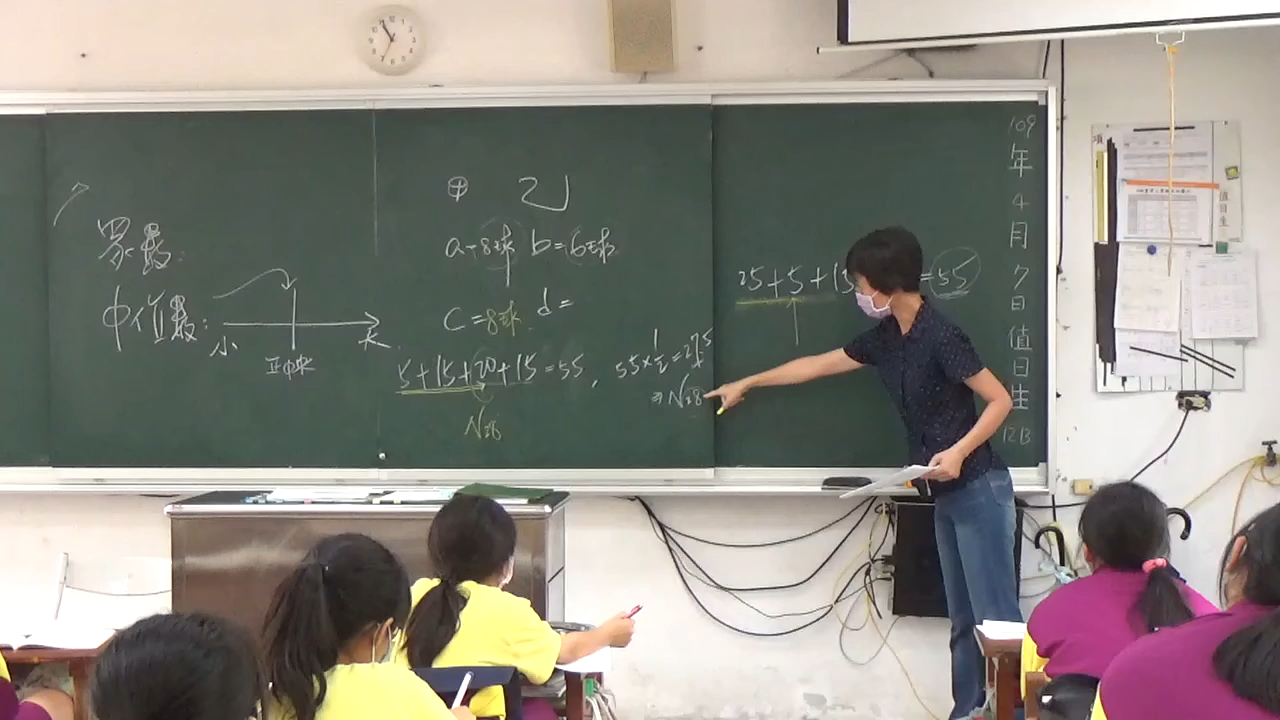 眾數:
中位數:
小
正中央
大
甲 乙
a=8球 b=6球
c=8球. d=
5+15+20+15=55, 55×1/2=27.5
⇒N28
N28
25+5+15
=55
109
年
4
月
7
日
值
日
生
12 13